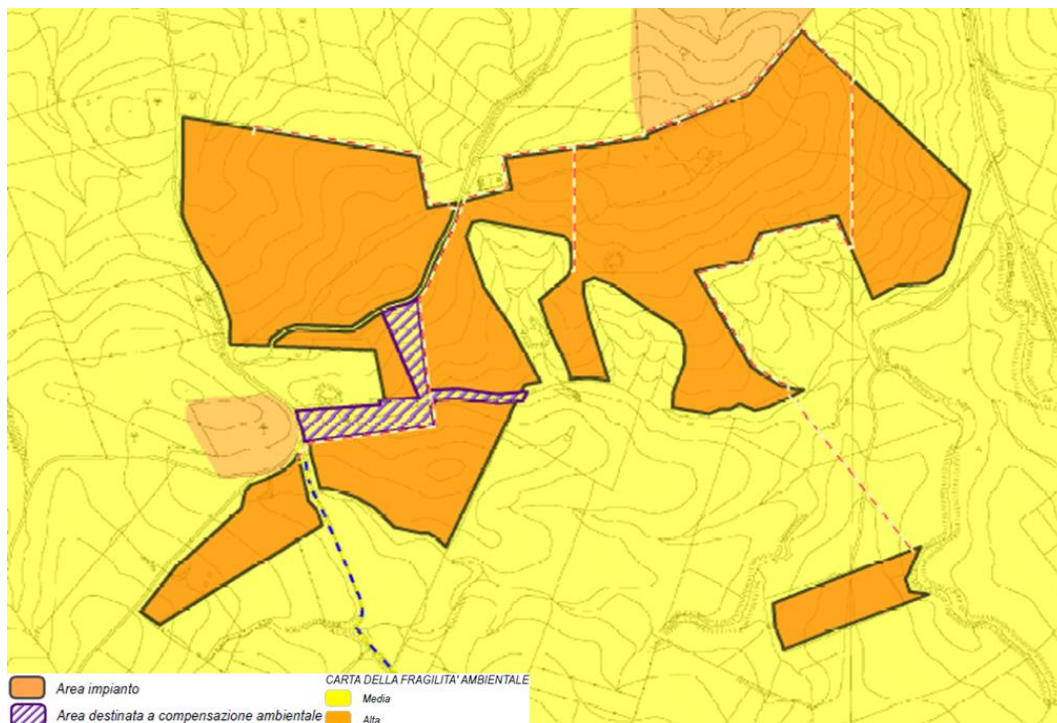 Area impianto
Area destinata a compensazione ambientale
CARTA DELLA FRAGILITA' AMBIENTALE
Media
Alta